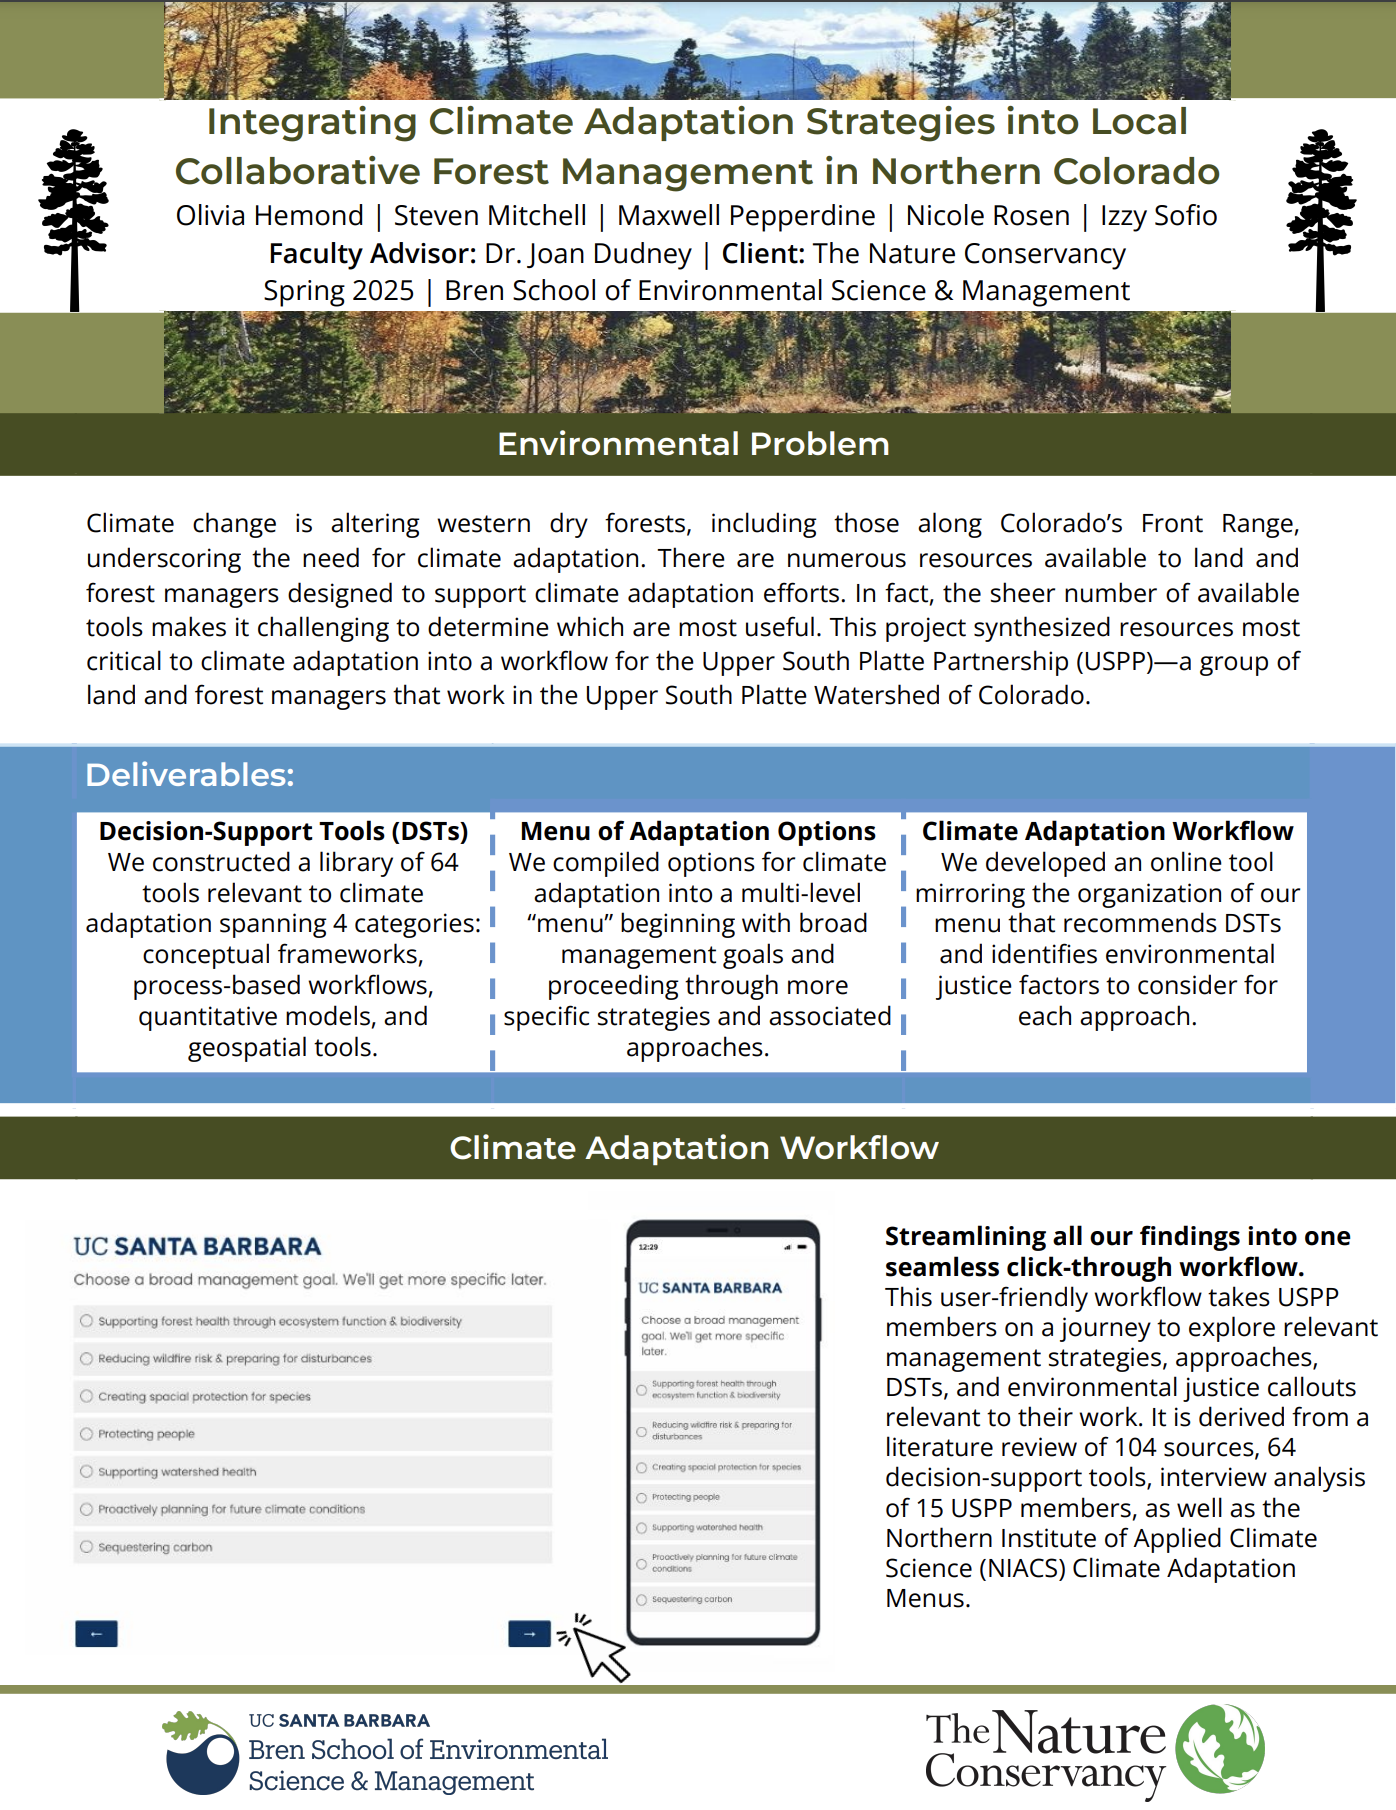 Integrating Climate Adaptation Strategies into Local
Collaborative Forest Management in Northern Colorado
Olivia Hemond | Steven Mitchell | Maxwell Pepperdine | Nicole Rosen | Izzy Sofio
Faculty Advisor: Dr. Joan Dudney | Client: The Nature Conservancy
Spring 2025 | Bren School of Environmental Science & Management
Environmental Problem
Climate change is altering western dry forests, including those along Colorado’s Front Range,
underscoring the need for climate adaptation. There are numerous resources available to land and
forest managers designed to support climate adaptation efforts. In fact, the sheer number of available
tools makes it challenging to determine which are most useful. This project synthesized resources most
critical to climate adaptation into a workflow for the Upper South Platte Partnership (USPP)—a group of
land and forest managers that work in the Upper South Platte Watershed of Colorado.
Deliverables:
Decision-Support Tools (DSTs)
We constructed a library of 64
tools relevant to climate
adaptation spanning 4 categories:
conceptual frameworks,
process-based workflows,
quantitative models, and
geospatial tools.
Menu of Adaptation Options
We compiled options for climate
adaptation into a multi-level
“menu” beginning with broad
management goals and
proceeding through more
specific strategies and associated
approaches.
Climate Adaptation Workflow
We developed an online tool
mirroring the organization of our
menu that recommends DSTs
and identifies environmental
justice factors to consider for
each approach.
Climate Adaptation Workflow
UC SANTA BARBARA
Choose a broad management goal. We'll get more specific later.
Supporting forest health through ecosystem function & biodiversity
Reducing wildfire risk & preparing for disturbances
Creating spacial protection for species
Protecting people
Supporting watershed health
Proactively planning for future climate conditions
Sequestering carbon
←
→
12:29
UC SANTA BARBARA
Choose a broad management
goal. We'll get more specific
later.
Supporting forest health through
ecosystem function & biodiversity
Reducing wildfire risk & preparing for
disturbances
Creating spacial protection for species
Protecting people
Supporting watershed health
Proactively planning for future climate
conditions
Sequestering carbon
Streamlining all our findings into one
seamless click-through workflow.
This user-friendly workflow takes USPP
members on a journey to explore relevant
management strategies, approaches,
DSTs, and environmental justice callouts
relevant to their work. It is derived from a
literature review of 104 sources, 64
decision-support tools, interview analysis
of 15 USPP members, as well as the
Northern Institute of Applied Climate
Science (NIACS) Climate Adaptation
Menus.
UC SANTA BARBARA
Bren School of Environmental
Science & Management
The Nature
Conservancy